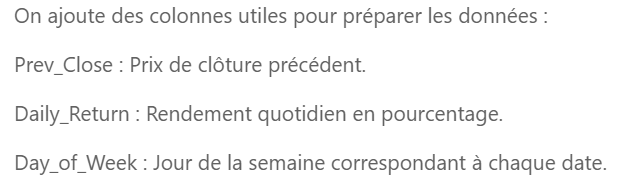 On ajoute des colonnes utiles pour préparer les données :
Prev_Close : Prix de clôture précédent.
Daily_Return : Rendement quotidien en pourcentage.
Day_of_Week : Jour de la semaine correspondant à chaque date.